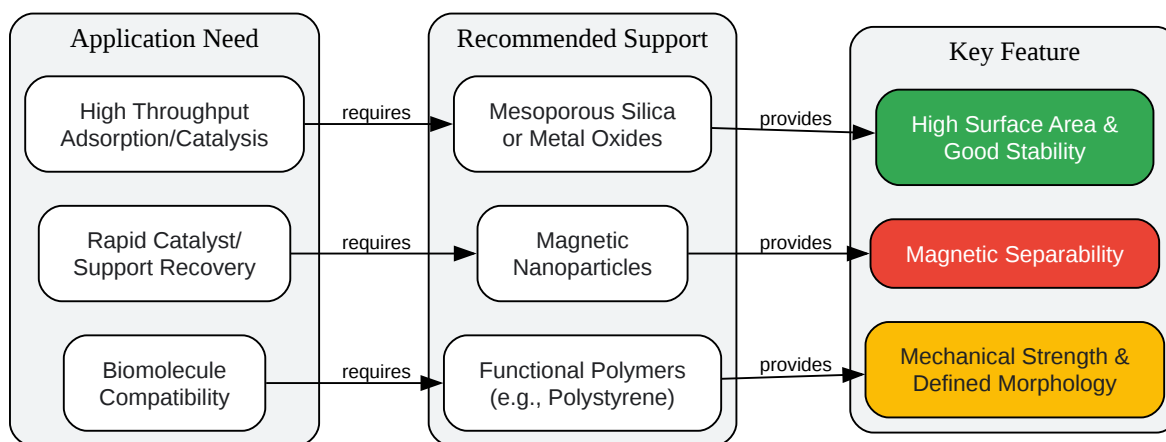 Application Need
Recommended Support
Key Feature
High Throughput
Adsorption/Catalysis
requires
Mesoporous Silica
or Metal Oxides
provides
High Surface Area &
Good Stability
Rapid Catalyst/
Support Recovery
requires
Magnetic
Nanoparticles
provides
Magnetic Separability
Biomolecule
Compatibility
requires
Functional Polymers
(e.g., Polystyrene)
provides
Mechanical Strength &
Defined Morphology